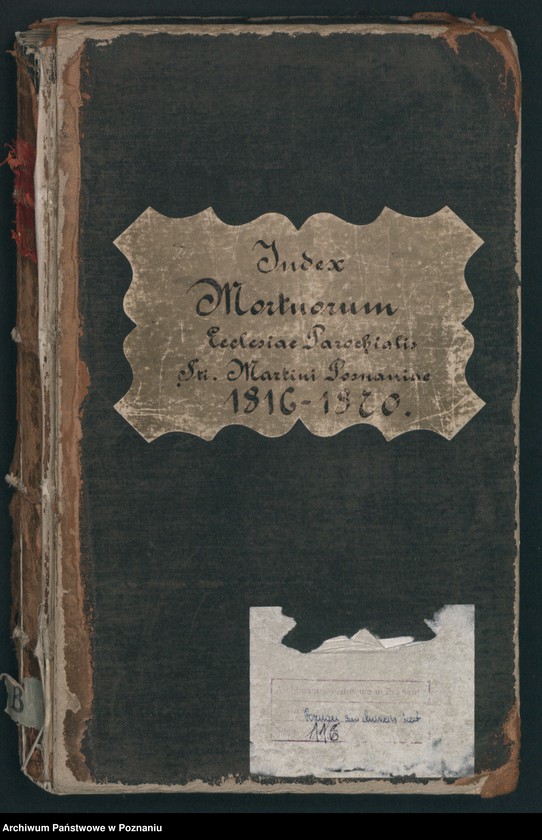 Index
Mortuorum
Ecclesiae Parochialis
Sti. Martini Posnaniae
1816-1870.
B
116
Archiwum Państwowe w Poznaniu